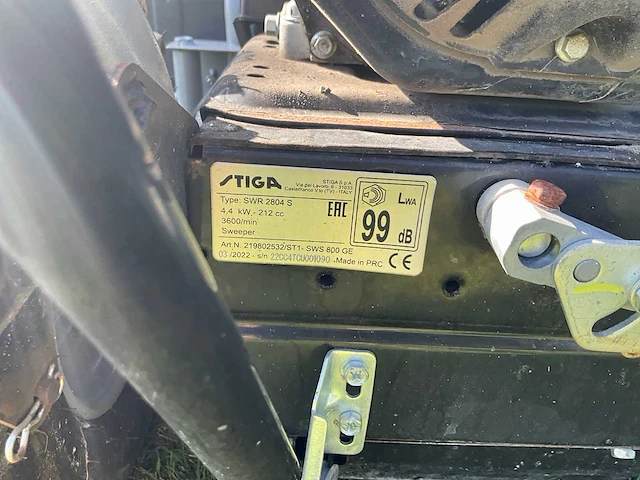 STIGA
STIGA S.p.A.
Via del Lavoro, 6 - 31033
Castelfranco V.to (TV) - ITALY
Type: SWR 2804 S
4,4 kW - 212 cc
3600/min
Sweeper
EAC
LWA
99 dB
Art.N. 219802532/ST1 - SWS 800 GE
03 /2022 - s/n 22CC4TCU001090 - Made in PRC
CE